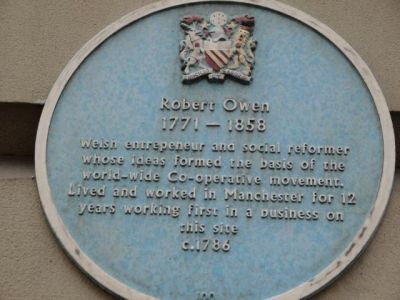 Robert Owen
1771 — 1858
Welsh entrepeneur and social reformer
whose ideas formed the basis of the
world-wide Co-operative movement.
Lived and worked in Manchester for 12
years working first in a business on
this site
c.1786